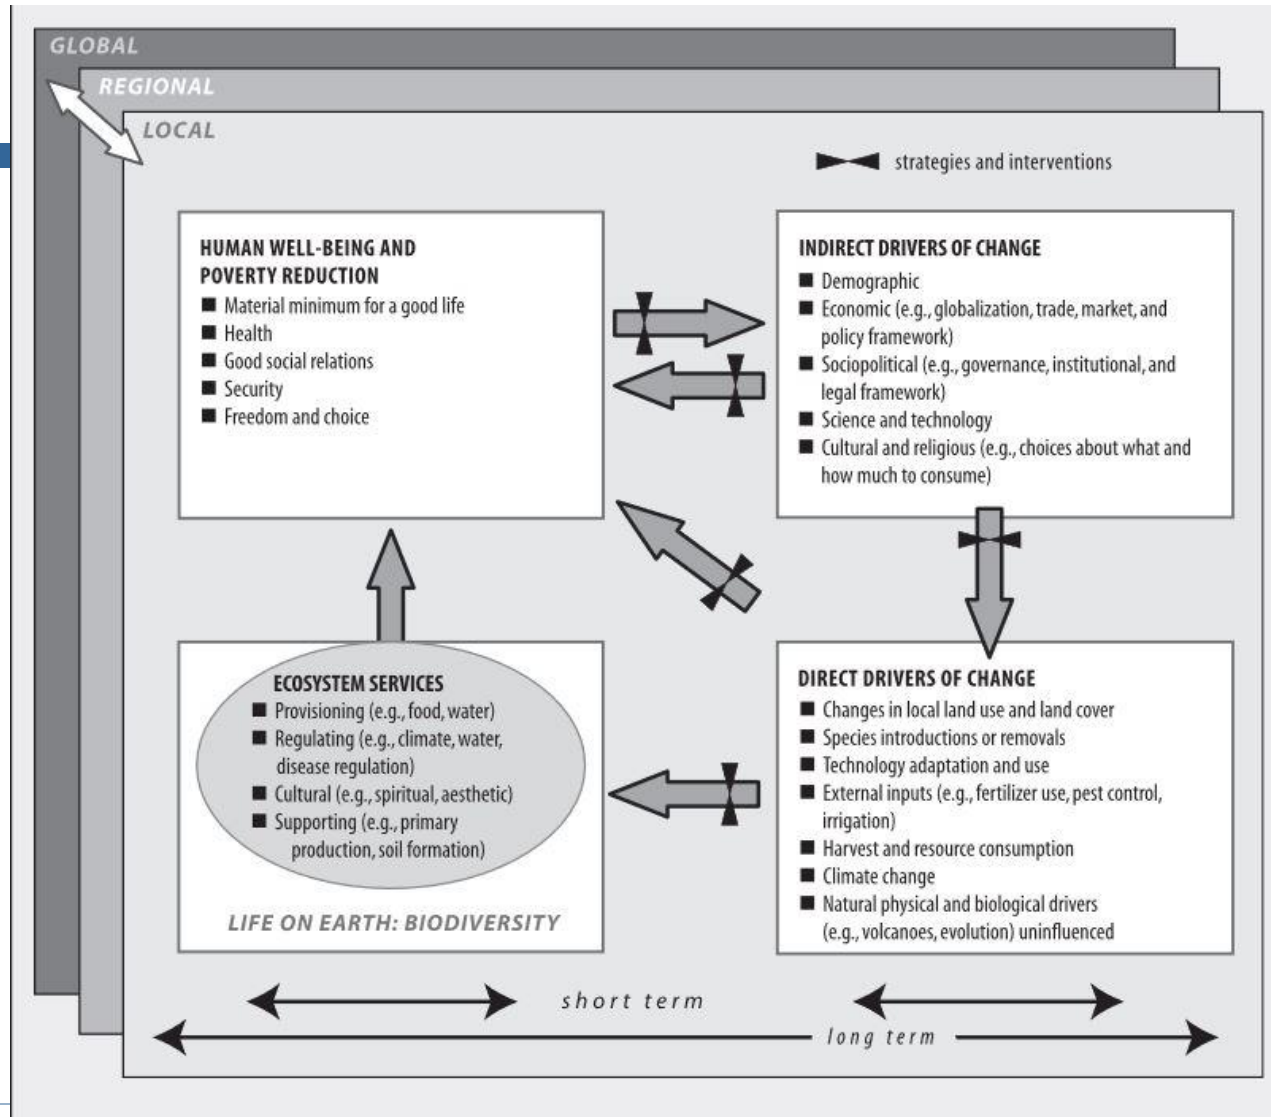 GLOBAL
REGIONAL
LOCAL
strategies and interventions
HUMAN WELL-BEING AND
POVERTY REDUCTION
■ Material minimum for a good life
■ Health
■ Good social relations
■ Security
■ Freedom and choice
INDIRECT DRIVERS OF CHANGE
■ Demographic
■ Economic (e.g., globalization, trade, market, and
policy framework)
■ Sociopolitical (e.g., governance, institutional, and
legal framework)
■ Science and technology
■ Cultural and religious (e.g., choices about what and
how much to consume)
ECOSYSTEM SERVICES
■ Provisioning (e.g., food, water)
■ Regulating (e.g., climate, water,
disease regulation)
■ Cultural (e.g., spiritual, aesthetic)
■ Supporting (e.g., primary
production, soil formation)
LIFE ON EARTH: BIODIVERSITY
DIRECT DRIVERS OF CHANGE
■ Changes in local land use and land cover
■ Species introductions or removals
■ Technology adaptation and use
■ External inputs (e.g., fertilizer use, pest control,
irrigation)
■ Harvest and resource consumption
■ Climate change
■ Natural physical and biological drivers
(e.g., volcanoes, evolution) uninfluenced
short term
long term